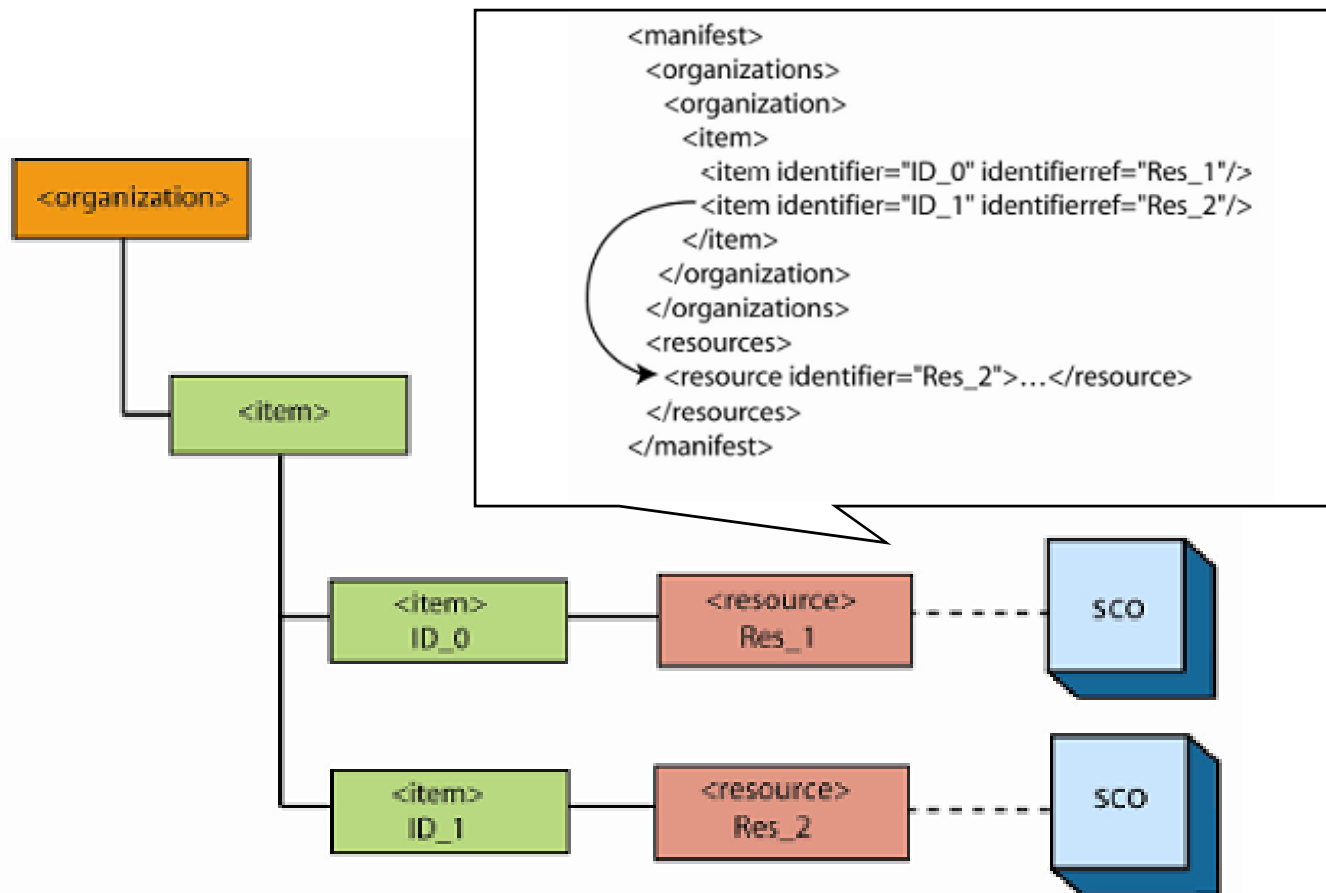 <manifest>
<organizations>
<organization>
<item>
<item identifier="ID_0" identifierref="Res_1"/>
<item identifier="ID_1" identifierref="Res_2"/>
</item>
</organization>
</organizations>
<resources>
<resource identifier="Res_2">...</resource>
</resources>
</manifest>
<organization>
<item>
<item>
ID_0
<resource>
Res_1
SCO
<item>
ID_1
<resource>
Res_2
SCO